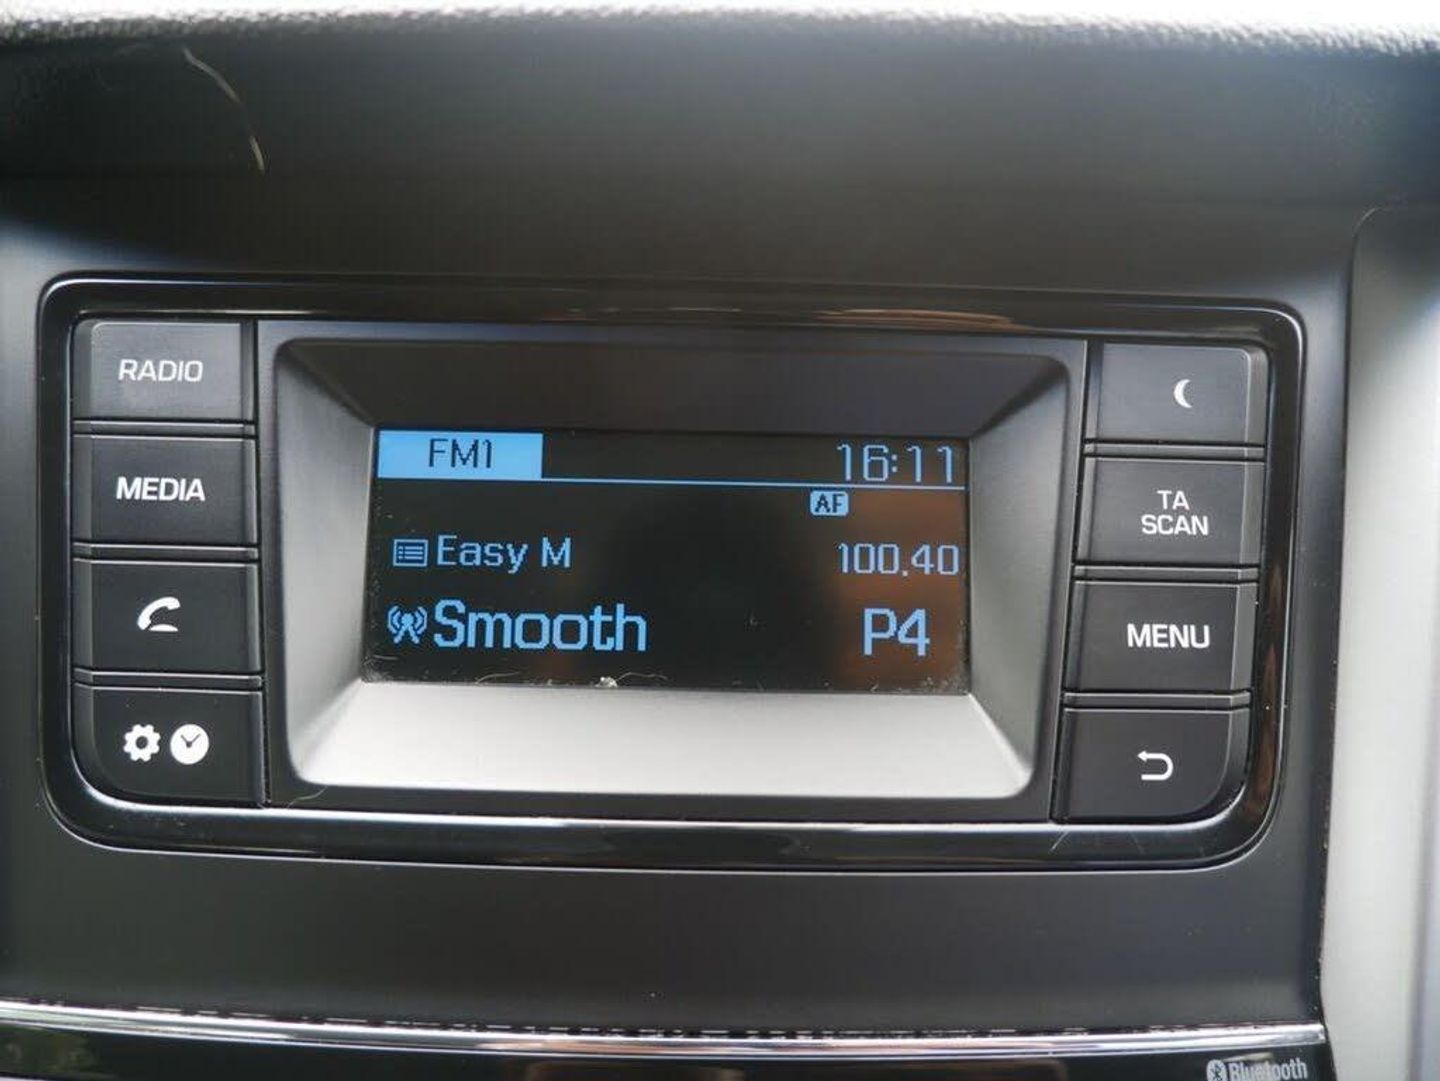 RADIO
MEDIA
FM1
16:11
AF
Easy M
100.40
Smooth
P4
TA
SCAN
MENU
Bluetooth